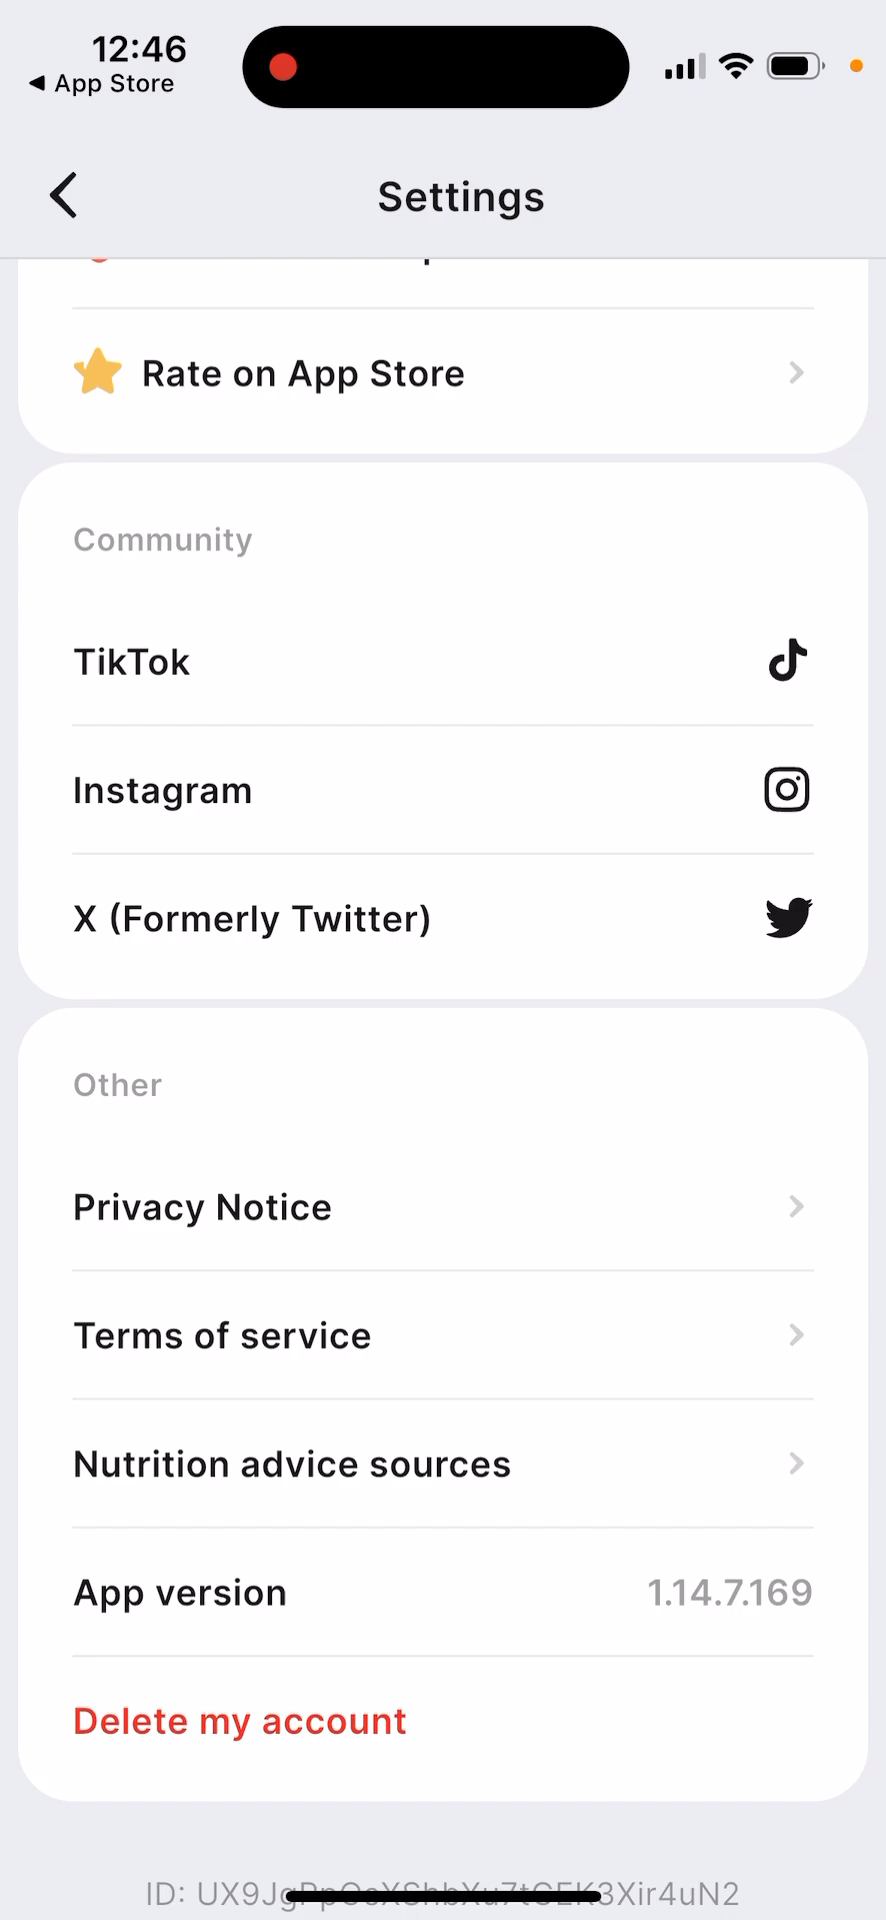 12:46
App Store
Settings
Rate on App Store
Community
TikTok
Instagram
X (Formerly Twitter)
Other
Privacy Notice
Terms of service
Nutrition advice sources
App version
1.14.7.169
Delete my account
ID: